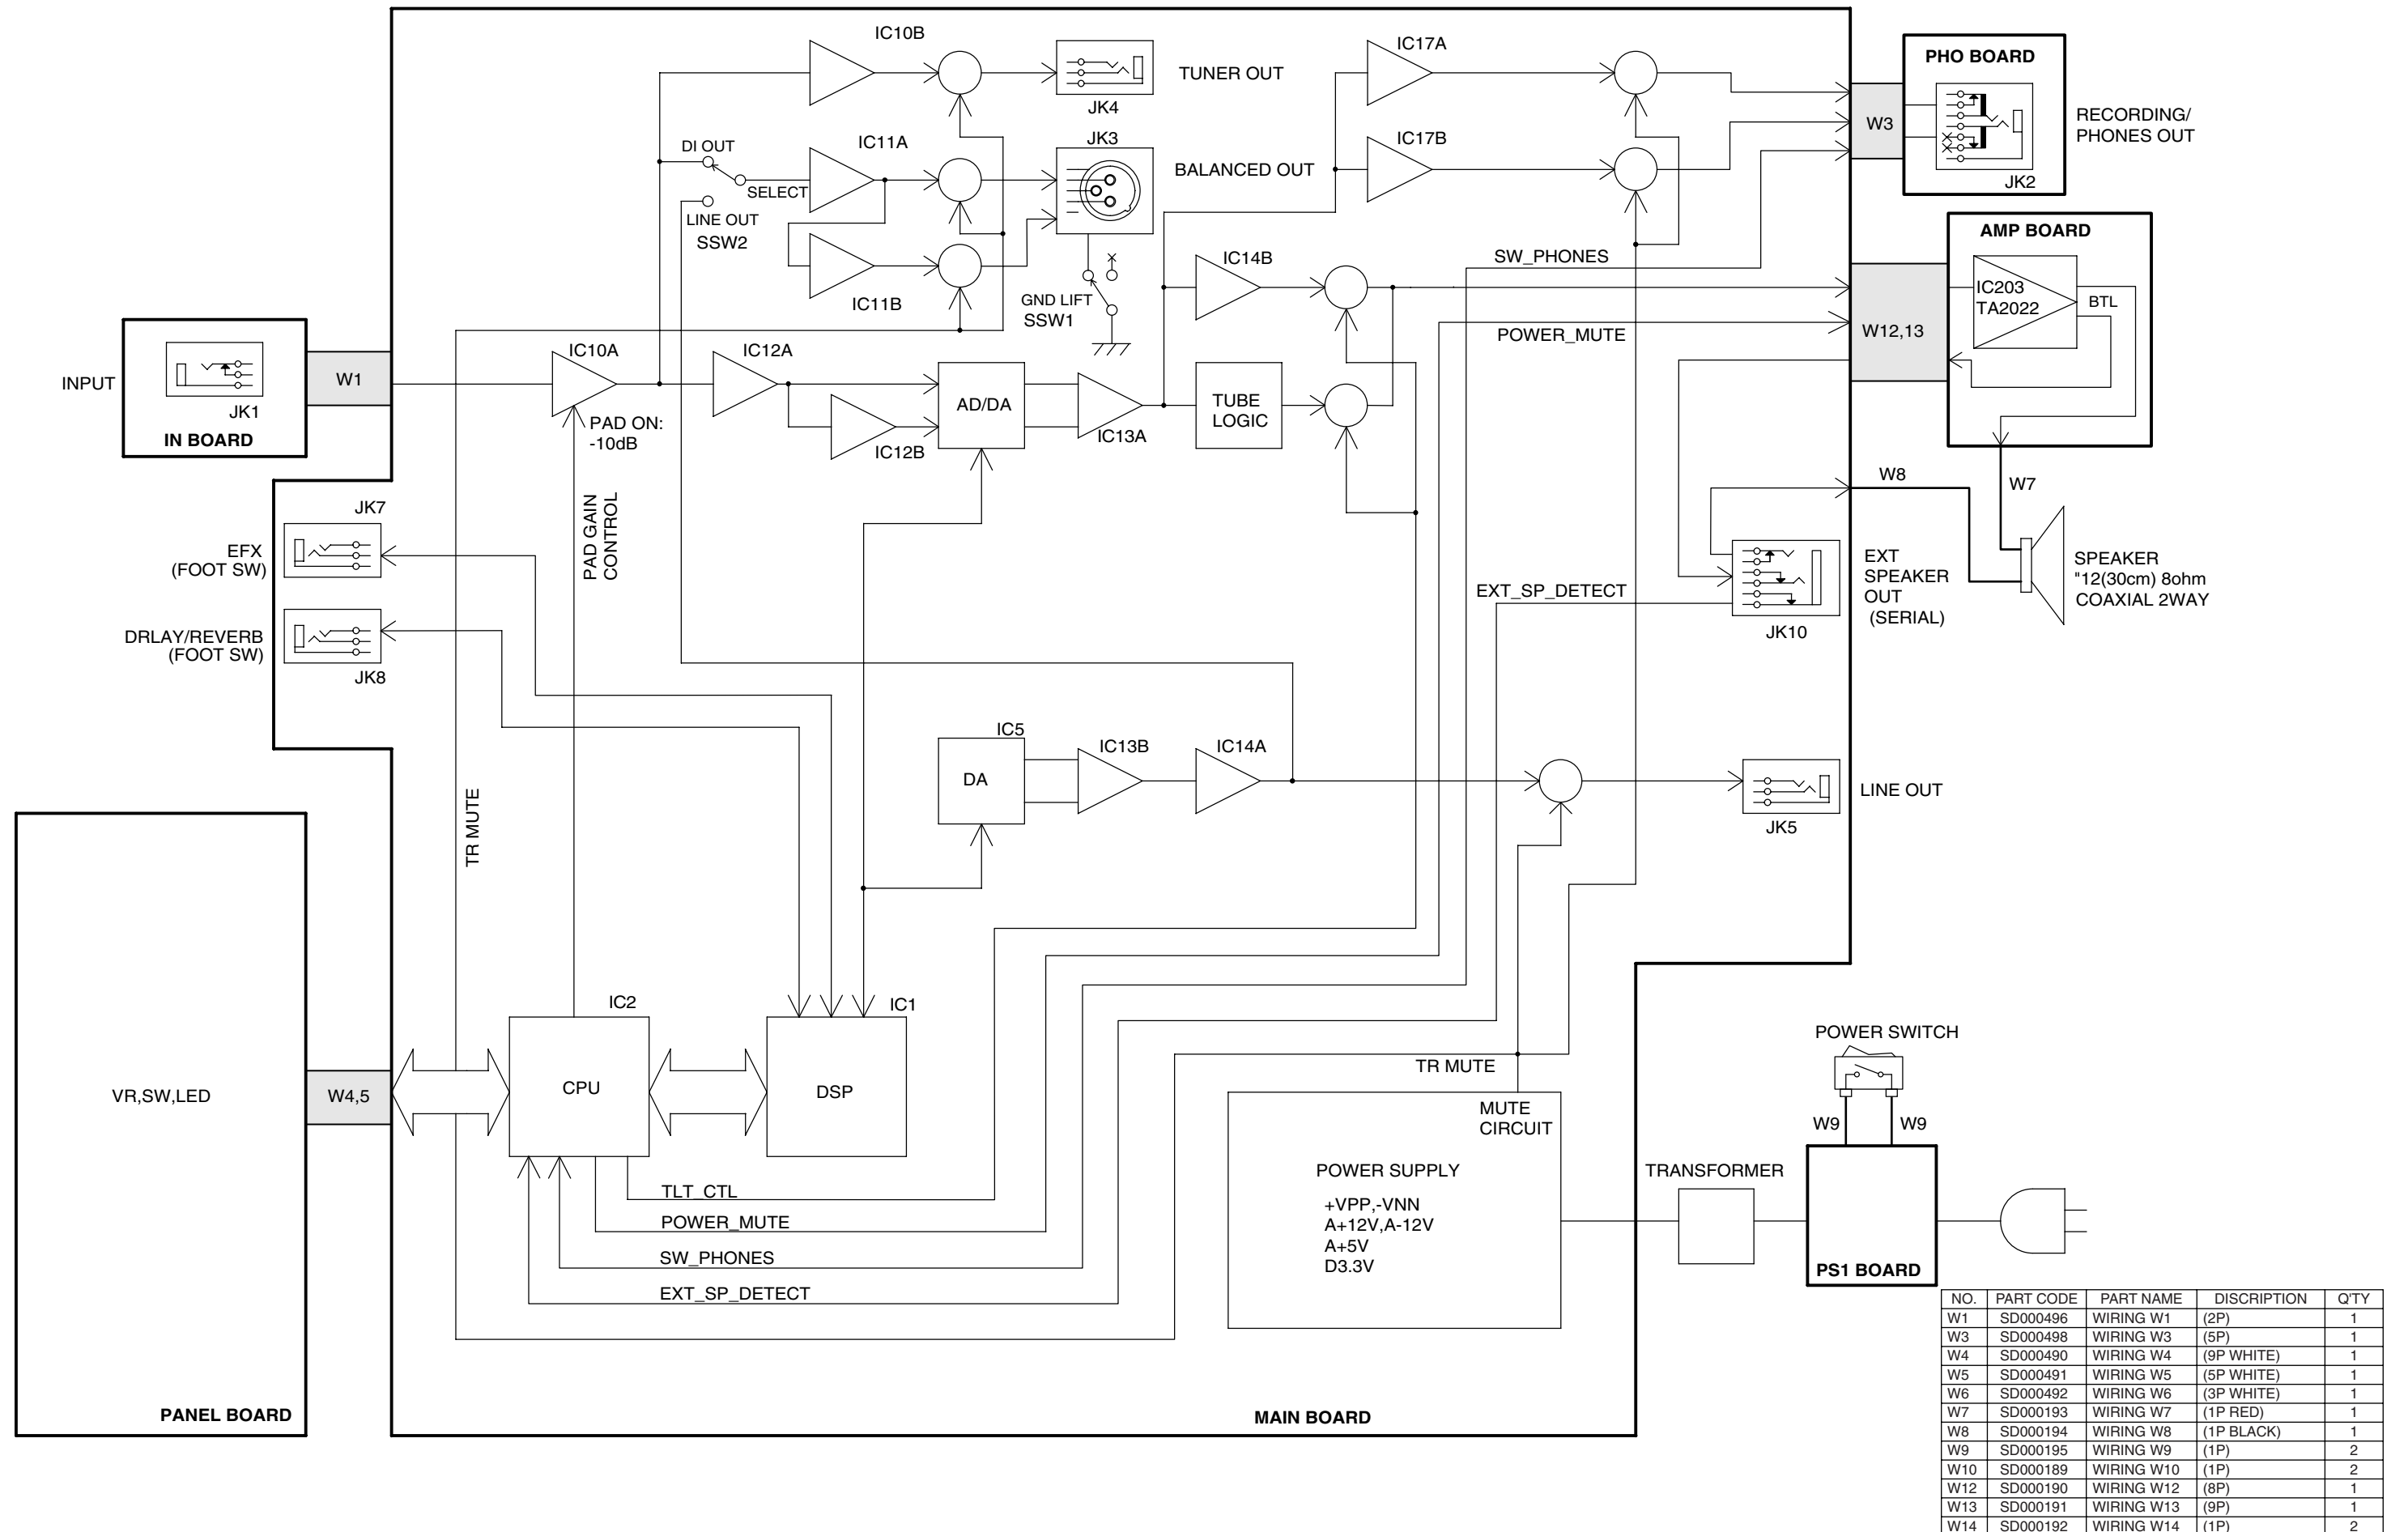 IC10B
JK4
TUNER OUT
IC17A
PHO BOARD
JK2
RECORDING/
PHONES OUT
W3
DI OUT
SELECT
LINE OUT
SSW2
IC11A
IC11B
JK3
BALANCED OUT
GND LIFT
SSW1
IC17B
IC14B
SW_PHONES
POWER_MUTE
W12,13
AMP BOARD
IC203
TA2022
BTL
INPUT
JK1
IN BOARD
W1
IC10A
PAD ON:
-10dB
IC12A
IC12B
AD/DA
IC13A
TUBE
LOGIC
W8
W7
JK7
EFX
(FOOT SW)
PAD GAIN
CONTROL
DRLAY/REVERB
(FOOT SW)
JK8
EXT_SP_DETECT
JK10
EXT
SPEAKER
OUT
(SERIAL)
SPEAKER
"12(30cm) 8ohm
COAXIAL 2WAY
TR MUTE
IC5
DA
IC13B
IC14A
JK5
LINE OUT
VR,SW,LED
PANEL BOARD
W4,5
IC2
CPU
IC1
DSP
TLT_CTL
POWER_MUTE
SW_PHONES
EXT_SP_DETECT
TR MUTE
MUTE
CIRCUIT
POWER SUPPLY
+VPP,-VNN
A+12V,A-12V
A+5V
D3.3V
MAIN BOARD
TRANSFORMER
POWER SWITCH
W9 W9
PS1 BOARD
NO. PART CODE PART NAME DISCRIPTION Q'TY
W1 SD000496 WIRING W1 (2P) 1
W3 SD000498 WIRING W3 (5P) 1
W4 SD000490 WIRING W4 (9P WHITE) 1
W5 SD000491 WIRING W5 (5P WHITE) 1
W6 SD000492 WIRING W6 (3P WHITE) 1
W7 SD000193 WIRING W7 (1P RED) 1
W8 SD000194 WIRING W8 (1P BLACK) 1
W9 SD000195 WIRING W9 (1P) 2
W10 SD000189 WIRING W10 (1P) 2
W12 SD000190 WIRING W12 (8P) 1
W13 SD000191 WIRING W13 (9P) 1
W14 SD000192 WIRING W14 (1P) 2